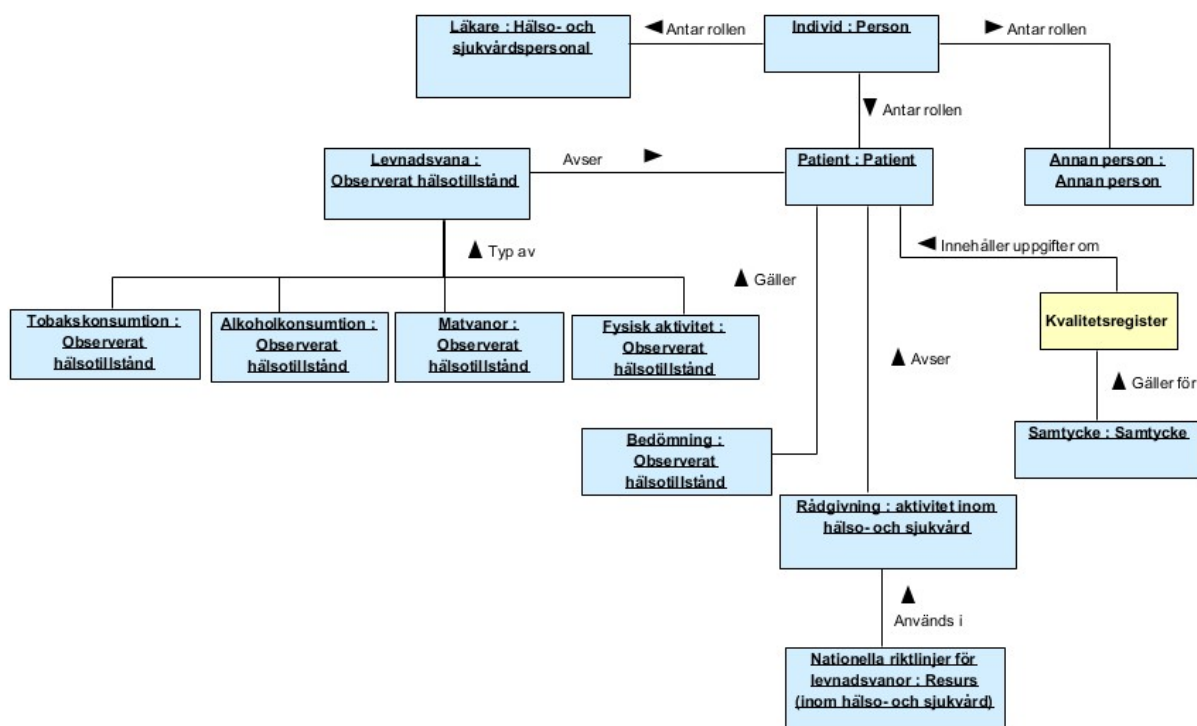 Läkare : Hälso- och
sjukvårdspersonal
Antar rollen
Individ : Person
Antar rollen
Antar rollen
Levnadsvana :
Observerat hälsotillstånd
Avser
Patient : Patient
Annan person :
Annan person
Typ av
Innehåller uppgifter om
Gäller
Tobakskonsumtion :
Observerat
hälsotillstånd
Alkoholkonsumtion :
Observerat
hälsotillstånd
Matvanor :
Observerat
hälsotillstånd
Fysisk aktivitet :
Observerat
hälsotillstånd
Kvalitetsregister
Avser
Gäller för
Bedömning :
Observerat
hälsotillstånd
Samtycke : Samtycke
Rådgivning : aktivitet inom
hälso- och sjukvård
Används i
Nationella riktlinjer för
levnadsvanor : Resurs
(inom hälso- och sjukvård)